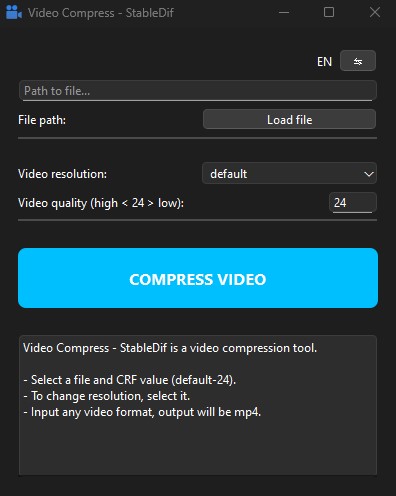 Video Compress - StableDif
EN
Path to file...
File path:
Load file
Video resolution:
default
Video quality (high < 24 > low):
24
COMPRESS VIDEO
Video Compress - StableDif is a video compression tool.
- Select a file and CRF value (default-24).
- To change resolution, select it.
- Input any video format, output will be mp4.